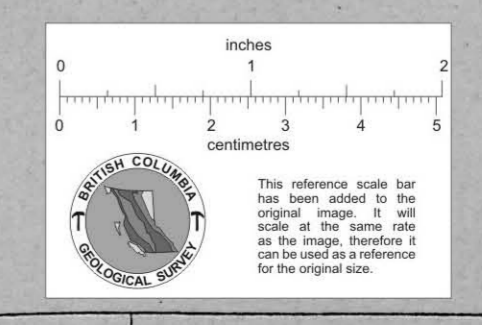 inches
0 1 2
0 1 2 3 4 5
centimetres
BRITISH COLUMBIA
GEOLOGICAL SURVEY
This reference scale bar
has been added to the
original image. It will
scale at the same rate
as the image, therefore it
can be used as a reference
for the original size.